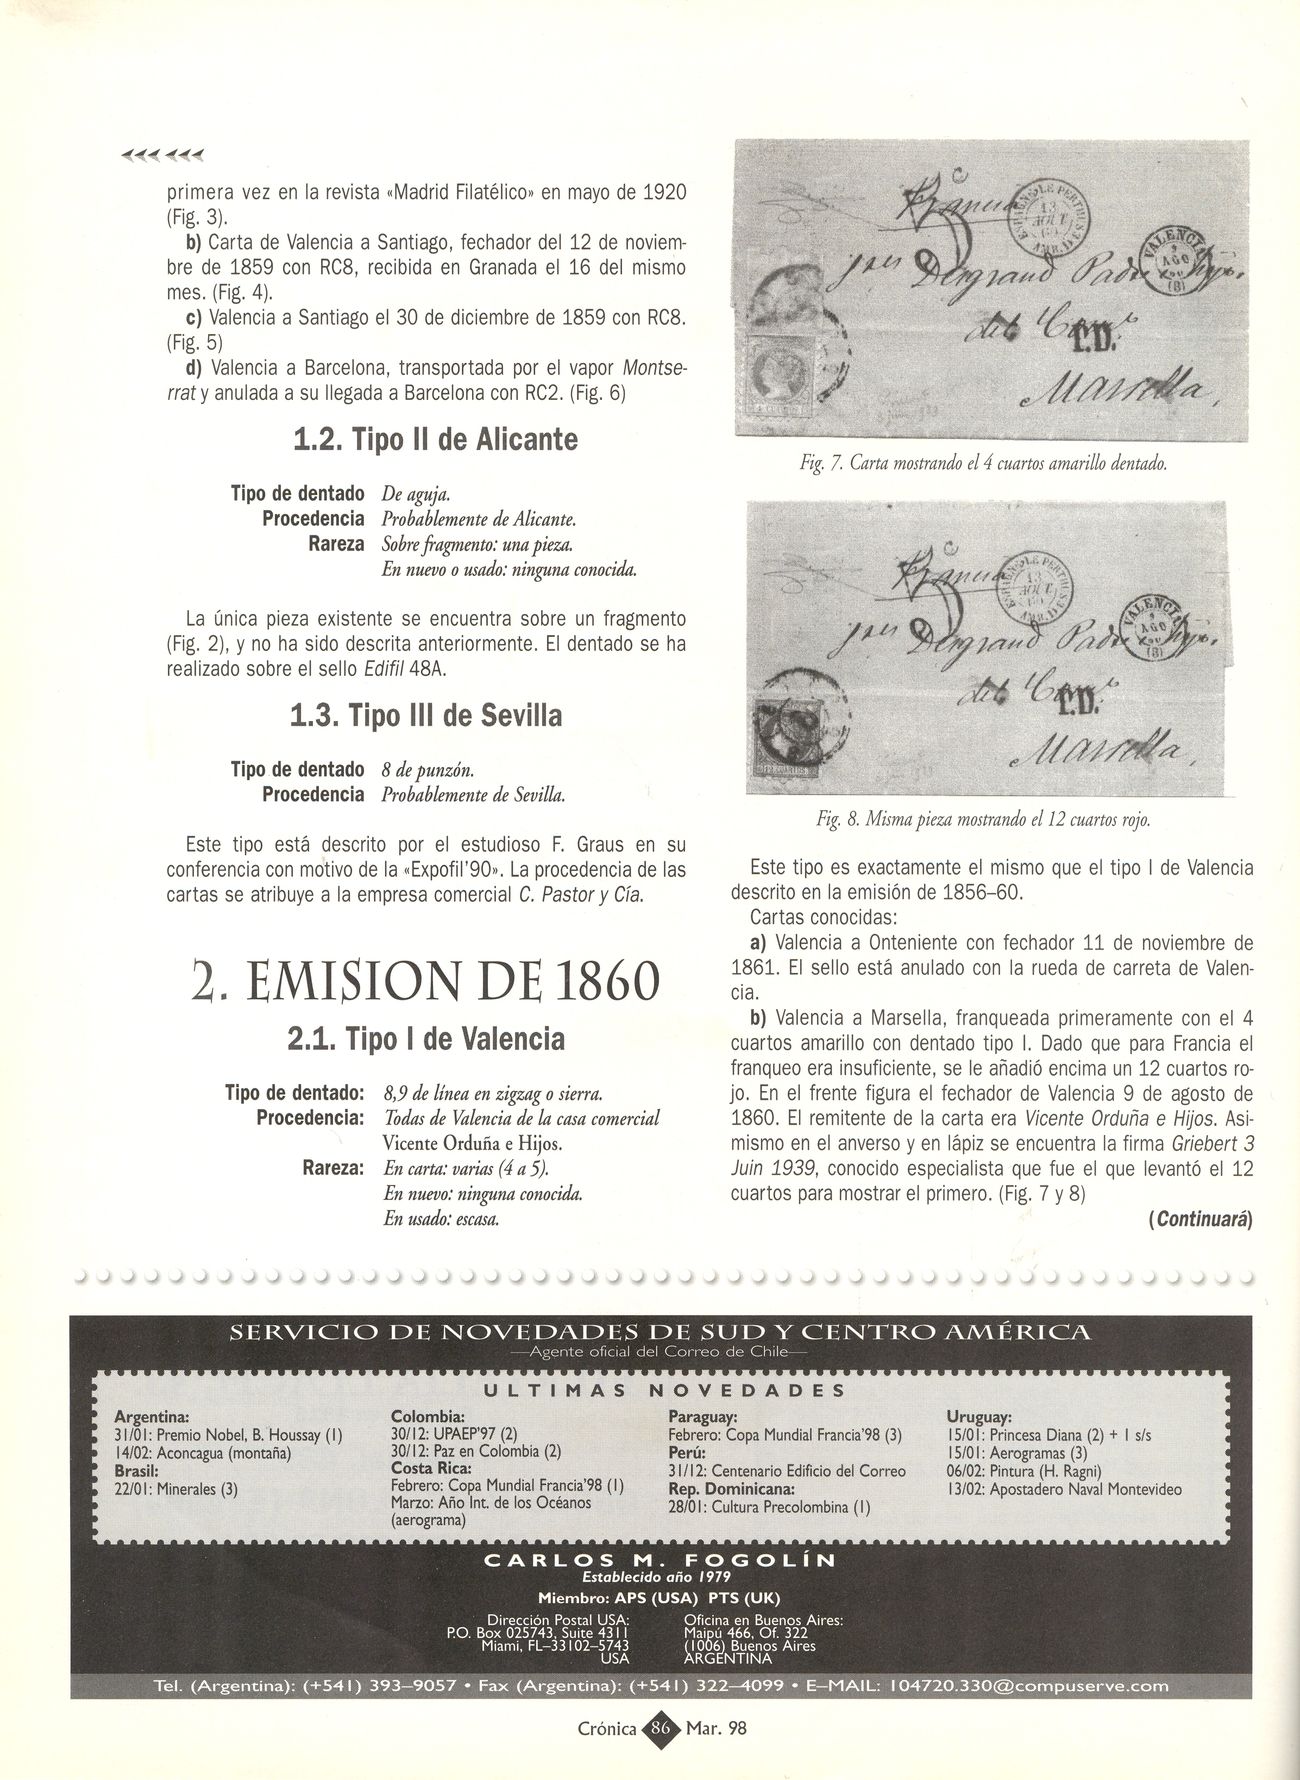 primera vez en la revista «Madrid Filatélico» en mayo de 1920
(Fig. 3).
b) Carta de Valencia a Santiago, fechador del 12 de noviem-
bre de 1859 con RC8, recibida en Granada el 16 del mismo
mes. (Fig. 4).
c) Valencia a Santiago el 30 de diciembre de 1859 con RC8.
(Fig. 5)
d) Valencia a Barcelona, transportada por el vapor Montse-
rrat y anulada a su llegada a Barcelona con RC2. (Fig. 6)
1.2. Tipo II de Alicante
Tipo de dentado De aguja.
Procedencia Probablemente de Alicante.
Rareza Sobre fragmento: una pieza.
En nuevo o usado: ninguna conocida.
La única pieza existente se encuentra sobre un fragmento
(Fig. 2), y no ha sido descrita anteriormente. El dentado se ha
realizado sobre el sello Edifil 48A.
1.3. Tipo III de Sevilla
Tipo de dentado 8 de punzón.
Procedencia Probablemente de Sevilla.
Este tipo está descrito por el estudioso F. Graus en su
conferencia con motivo de la «Expofil'90». La procedencia de las
cartas se atribuye a la empresa comercial C. Pastor y Cía.
2. EMISION DE 1860
2.1. Tipo I de Valencia
Tipo de dentado: 8,9 de línea en zigzag o sierra.
Procedencia: Todas de Valencia de la casa comercial
Vicente Orduña e Hijos.
Rareza: En carta: varias (4 a 5).
En nuevo: ninguna conocida.
En usado: escasa.
Francia
VALENCIA
AGO
(8)
13
AOUT
P.D.
Marsella,
Fig. 7. Carta mostrando el 4 cuartos amarillo dentado.
Francia
13
AOUT
VALENCIA
AGO
(8)
P.D.
Marsella,
Fig. 8. Misma pieza mostrando el 12 cuartos rojo.
Este tipo es exactamente el mismo que el tipo I de Valencia
descrito en la emisión de 1856–60.
Cartas conocidas:
a) Valencia a Onteniente con fechador 11 de noviembre de
1861. El sello está anulado con la rueda de carreta de Valen-
cia.
b) Valencia a Marsella, franqueada primeramente con el 4
cuartos amarillo con dentado tipo I. Dado que para Francia el
franqueo era insuficiente, se le añadió encima un 12 cuartos ro-
jo. En el frente figura el fechador de Valencia 9 de agosto de
1860. El remitente de la carta era Vicente Orduña e Hijos. Asi-
mismo en el anverso y en lápiz se encuentra la firma Griebert 3
Juin 1939, conocido especialista que fue el que levantó el 12
cuartos para mostrar el primero. (Fig. 7 y 8)
(Continuará)
SERVICIO DE NOVEDADES DE SUD Y CENTRO AMÉRICA
—Agente oficial del Correo de Chile—
ULTIMAS NOVEDADES
Argentina:
31/01: Premio Nobel, B. Houssay (1)
14/02: Aconcagua (montaña)
Brasil:
22/01: Minerales (3)
Colombia:
30/12: UPAEP'97 (2)
30/12: Paz en Colombia (2)
Costa Rica:
Febrero: Copa Mundial Francia'98 (1)
Marzo: Año Int. de los Océanos
(aerograma)
Paraguay:
Febrero: Copa Mundial Francia'98 (3)
Perú:
31/12: Centenario Edificio del Correo
Rep. Dominicana:
28/01: Cultura Precolombina (1)
Uruguay:
15/01: Princesa Diana (2) + 1 s/s
15/01: Aerogramas (3)
06/02: Pintura (H. Ragni)
13/02: Apostadero Naval Montevideo
CARLOS M. FOGOLÍN
Establecido año 1979
Miembro: APS (USA) PTS (UK)
Dirección Postal USA:
P.O. Box 025743, Suite 4311
Miami, FL–33102–5743
USA
Oficina en Buenos Aires:
Maipú 466, Of. 322
(1006) Buenos Aires
ARGENTINA
Tel. (Argentina): (+541) 393–9057 • Fax (Argentina): (+541) 322–4099 • E–MAIL: 104720.330@compuserve.com
Crónica 86 Mar. 98